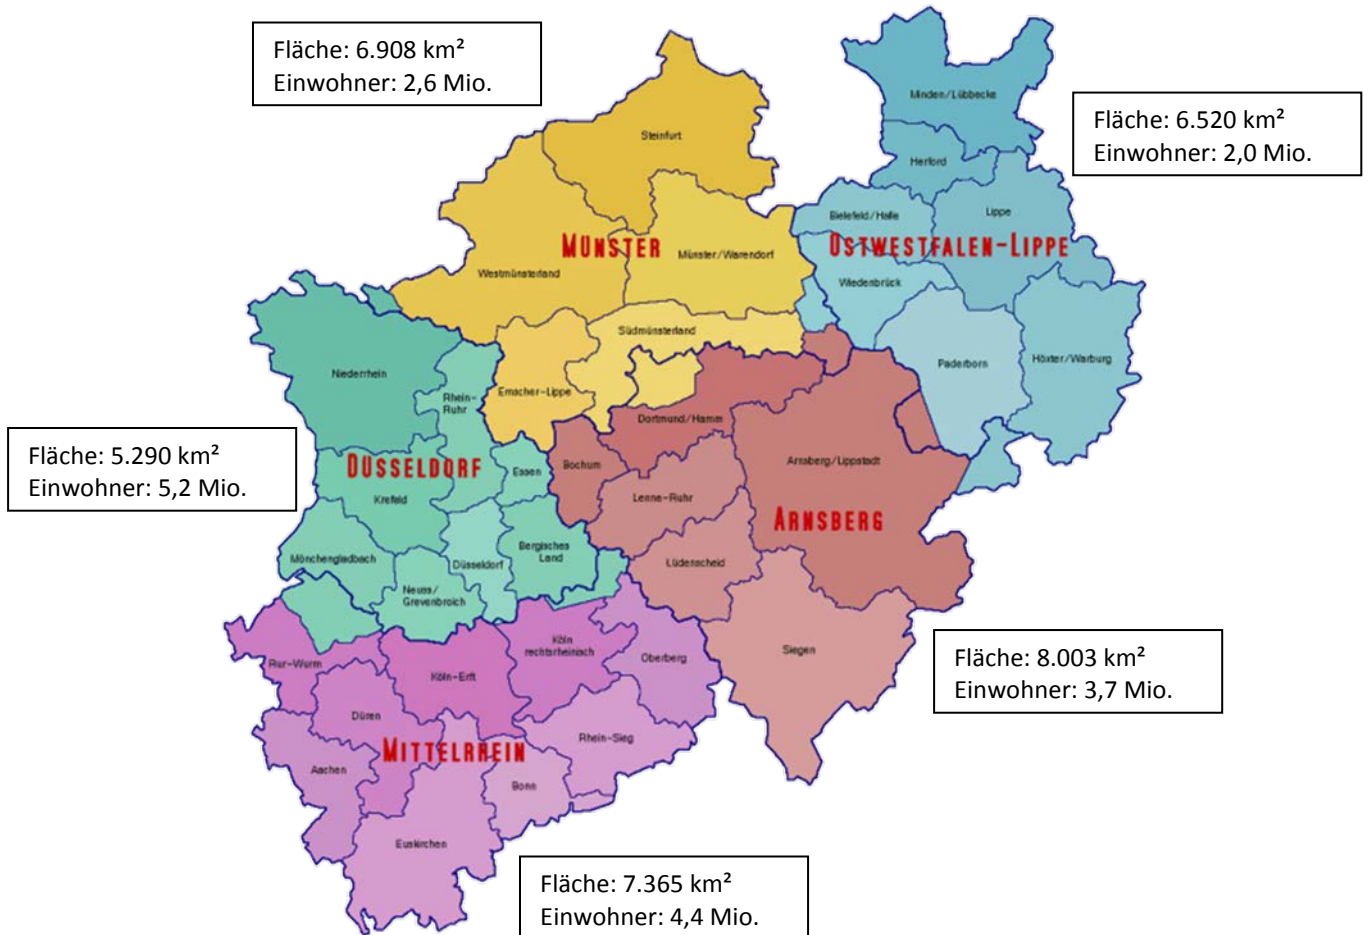 Fläche: 6.908 km²
Einwohner: 2,6 Mio.
Minden/Lübbecke
Fläche: 6.520 km²
Einwohner: 2,0 Mio.
Steinfurt
Herford
Bielefeld/Halle
Lippe
MÜNSTER
OSTWESTFALEN-LIPPE
Münster/Warendorf
Westmünsterland
Wiedenbrück
Südmünsterland
Paderborn
Höxter/Warburg
Niederrhein
Rhein-
Ruhr
Emscher-Lippe
Dortmund/Hamm
Fläche: 5.290 km²
Einwohner: 5,2 Mio.
DÜSSELDORF
Essen
Bochum
Arnsberg/Lippstadt
Krefeld
Lenne-Ruhr
ARNSBERG
Mönchengladbach
Düsseldorf
Bergisches
Land
Lüdenscheid
Neuss/
Grevenbroich
Rur-Wurm
Köln-Erft
Köln
rechtsrheinisch
Oberberg
Siegen
Fläche: 8.003 km²
Einwohner: 3,7 Mio.
Düren
Rhein-Sieg
MITTELRHEIN
Aachen
Bonn
Euskirchen
Fläche: 7.365 km²
Einwohner: 4,4 Mio.